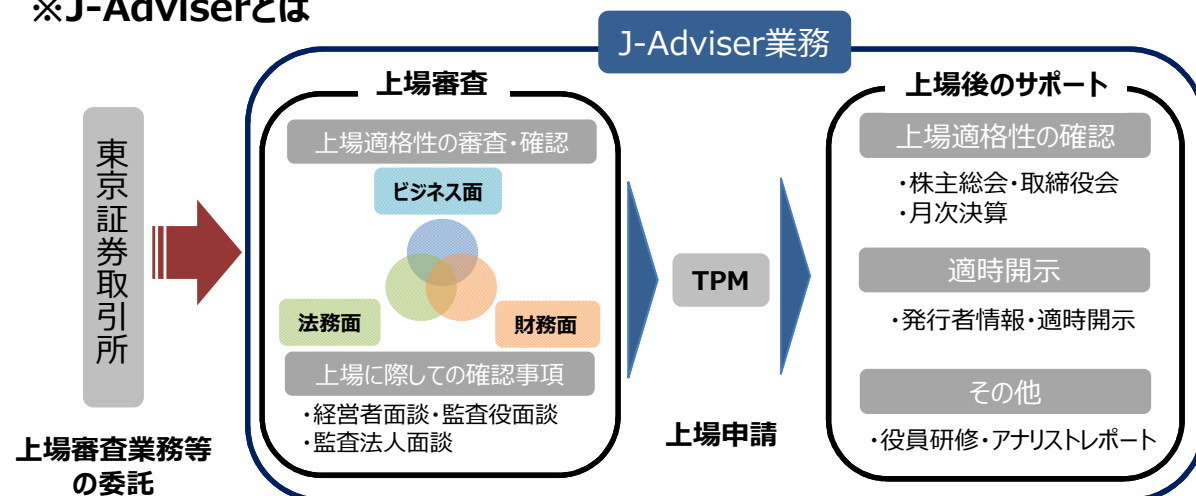 ※J-Adviserとは
J-Adviser業務
東京証券取引所
上場審査業務等
の委託
上場審査
上場適格性の審査・確認
ビジネス面
法務面
財務面
上場に際しての確認事項
・経営者面談・監査役面談
・監査法人面談
TPM
上場申請
上場後のサポート
上場適格性の確認
・株主総会・取締役会
・月次決算
適時開示
・発行者情報・適時開示
その他
・役員研修・アナリストレポート